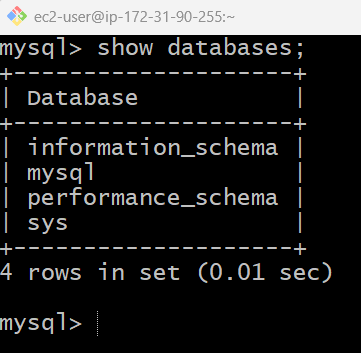 ec2-user@ip-172-31-90-255:~
mysql> show databases;
+--------------------+
| Database           |
+--------------------+
| information_schema |
| mysql              |
| performance_schema |
| sys                |
+--------------------+
4 rows in set (0.01 sec)
mysql>